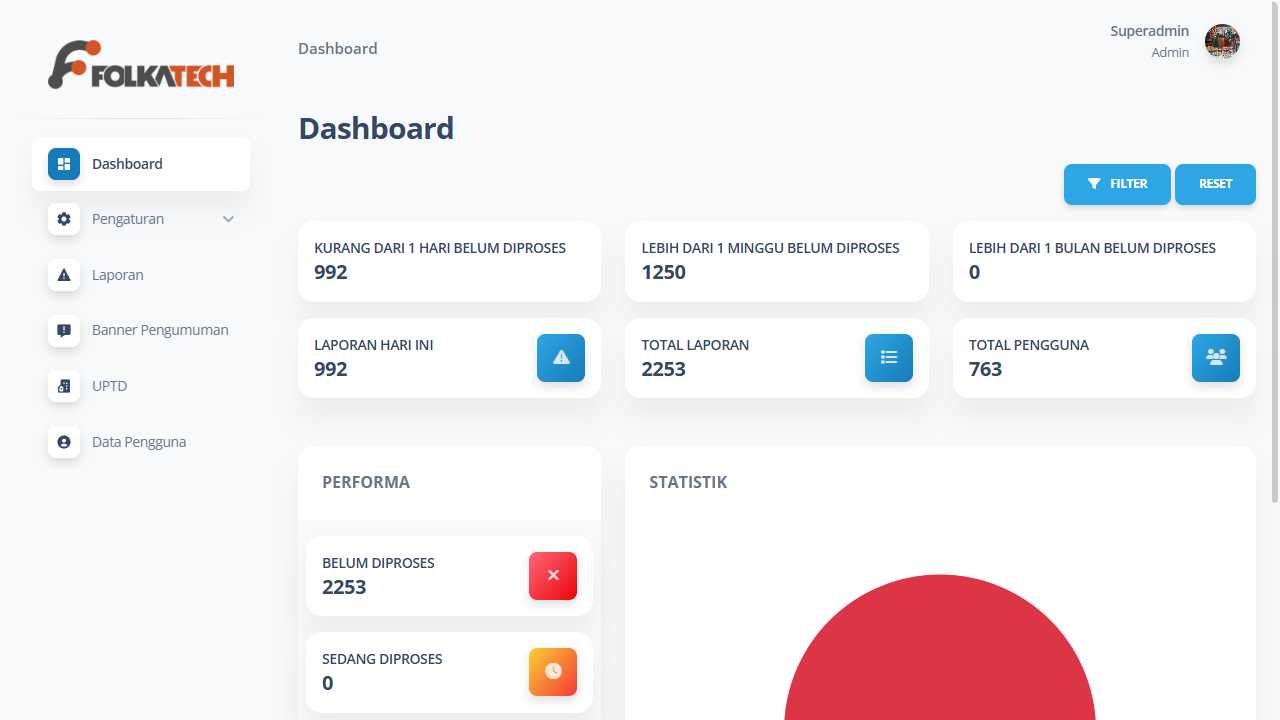 FOLKATECH
Dashboard
Pengaturan
Laporan
Banner Pengumuman
UPTD
Data Pengguna
Dashboard
Superadmin
Admin
Dashboard
FILTER
RESET
KURANG DARI 1 HARI BELUM DIPROSES
992
LEBIH DARI 1 MINGGU BELUM DIPROSES
1250
LEBIH DARI 1 BULAN BELUM DIPROSES
0
LAPORAN HARI INI
992
TOTAL LAPORAN
2253
TOTAL PENGGUNA
763
PERFORMA
BELUM DIPROSES
2253
SEDANG DIPROSES
0
STATISTIK